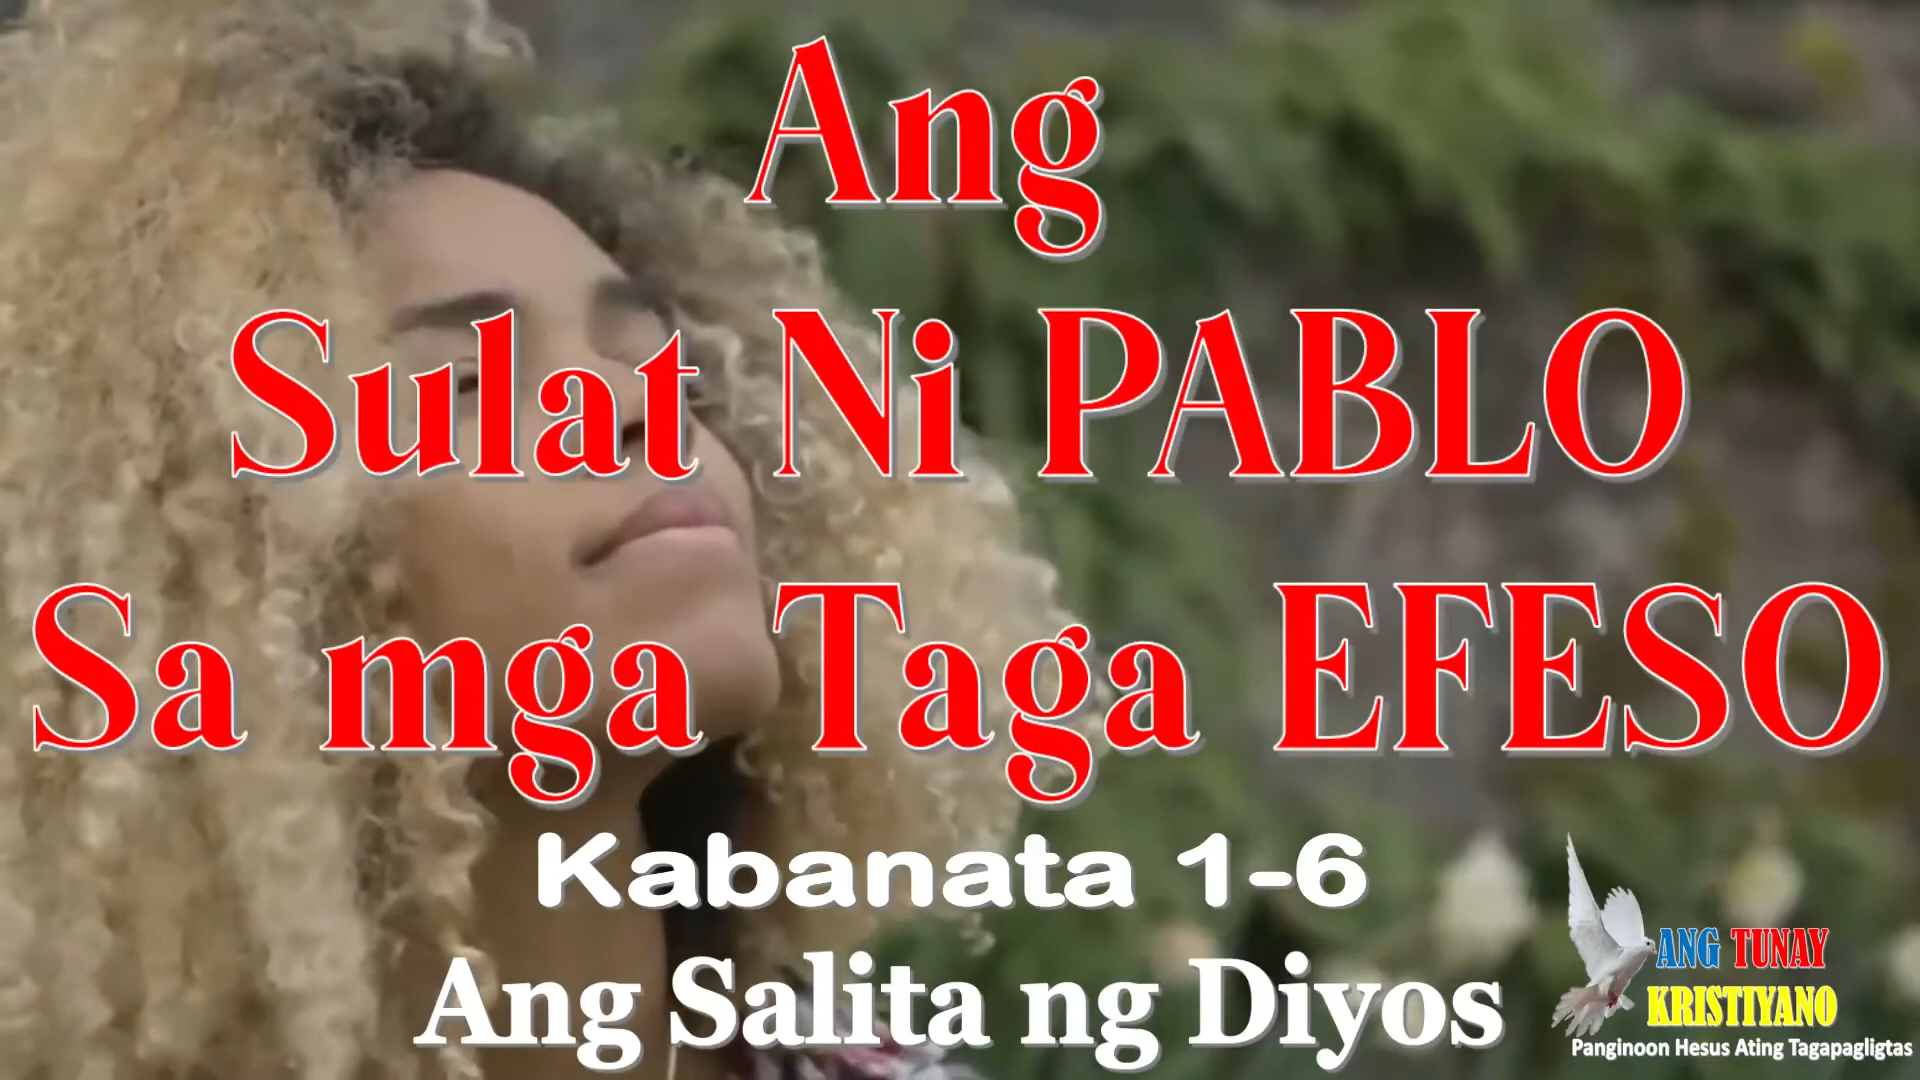 Ang
Sulat Ni PABLO
Sa mga Taga EFESO
Kabanata 1-6
Ang Salita ng Diyos
ANG TUNAY
KRISTIYANO
Panginoon Hesus Ating Tagapagligtas